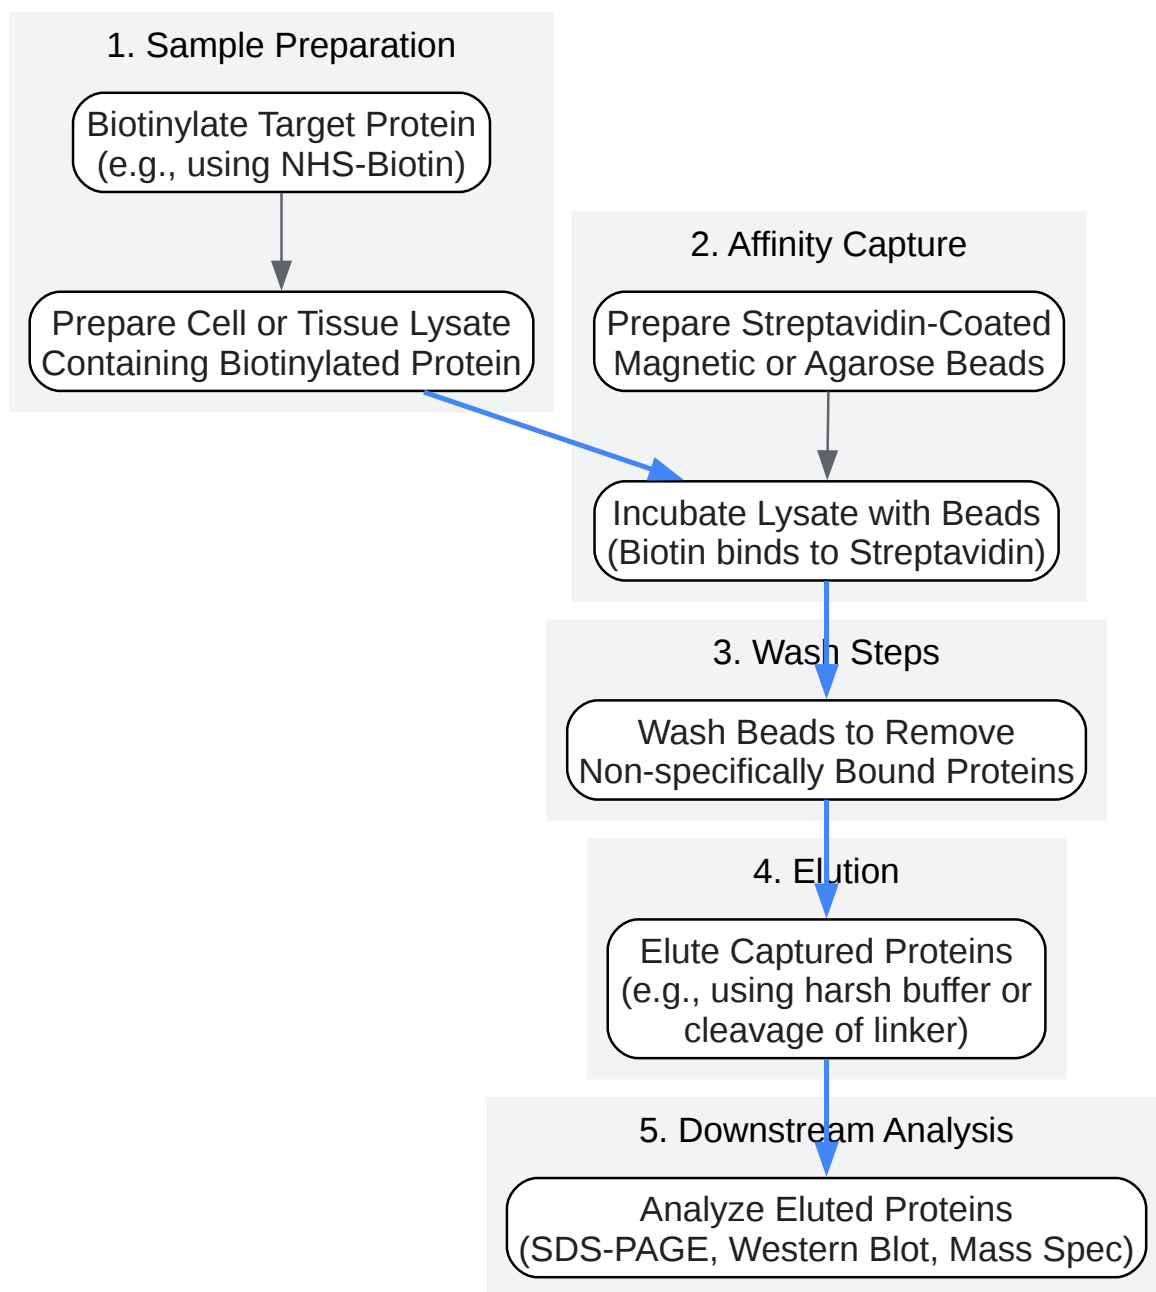 1. Sample Preparation
Biotinylate Target Protein
(e.g., using NHS-Biotin)
Prepare Cell or Tissue Lysate
Containing Biotinylated Protein
2. Affinity Capture
Prepare Streptavidin-Coated
Magnetic or Agarose Beads
Incubate Lysate with Beads
(Biotin binds to Streptavidin)
3. Wash Steps
Wash Beads to Remove
Non-specifically Bound Proteins
4. Elution
Elute Captured Proteins
(e.g., using harsh buffer or
cleavage of linker)
5. Downstream Analysis
Analyze Eluted Proteins
(SDS-PAGE, Western Blot, Mass Spec)